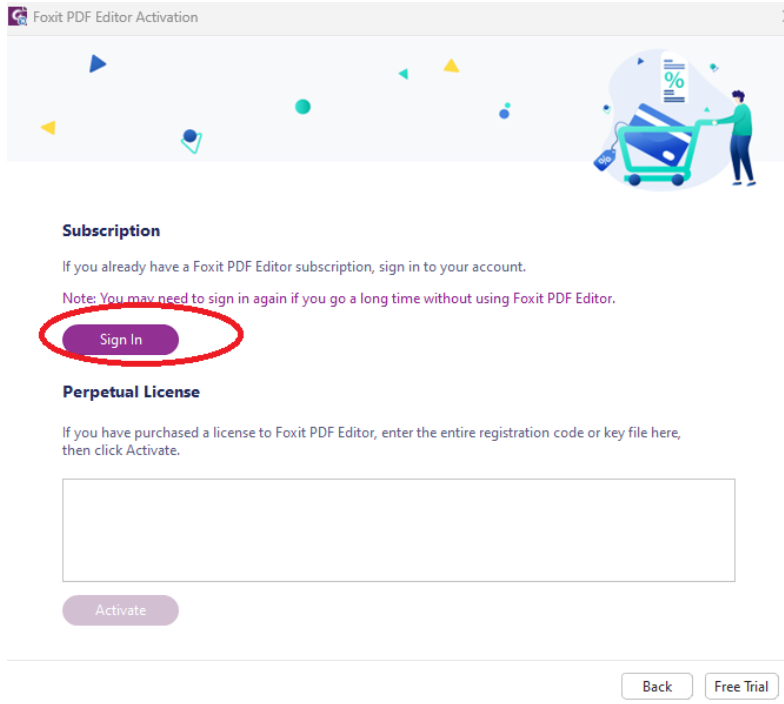 Foxit PDF Editor Activation
%
%
Subscription
If you already have a Foxit PDF Editor subscription, sign in to your account.
Note: You may need to sign in again if you go a long time without using Foxit PDF Editor.
Sign In
Perpetual License
If you have purchased a license to Foxit PDF Editor, enter the entire registration code or key file here,
then click Activate.
Activate
Back
Free Trial